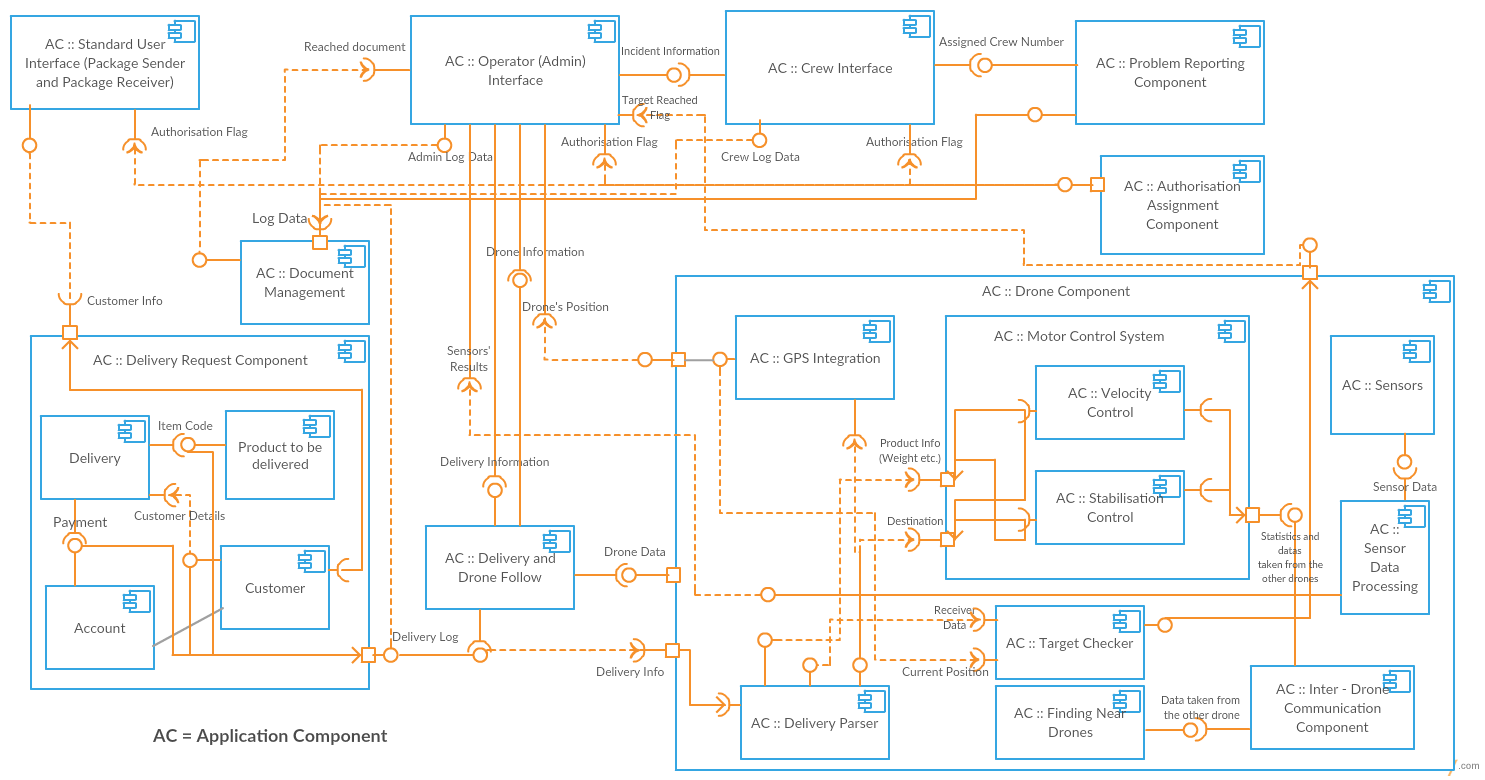 AC :: Standard User
Interface (Package Sender
and Package Receiver)
Reached document
AC :: Operator (Admin)
Interface
Incident Information
AC :: Crew Interface
Assigned Crew Number
AC :: Problem Reporting
Component
Target Reached
Flag
Authorisation Flag
Admin Log Data
Authorisation Flag
Crew Log Data
Authorisation Flag
AC :: Authorisation
Assignment
Component
Log Data
AC :: Document
Management
Drone Information
Customer Info
Drone's Position
AC :: Drone Component
AC :: Delivery Request Component
Sensors'
Results
AC :: GPS Integration
AC :: Motor Control System
AC :: Velocity
Control
AC :: Sensors
Delivery
Item Code
Product to be
delivered
Customer Details
Payment
Delivery Information
Product Info
(Weight etc.)
Destination
AC :: Stabilisation
Control
Sensor Data
AC ::
Sensor
Data
Processing
Statistics and
datas
taken from the
other drones
AC :: Delivery and
Drone Follow
Drone Data
Customer
Account
Delivery Log
Delivery Info
Receiver
Data
AC :: Target Checker
Current Position
AC :: Delivery Parser
AC :: Finding Near
Drones
Data taken from
the other drone
AC :: Inter - Drone
Communication
Component
AC = Application Component
.com